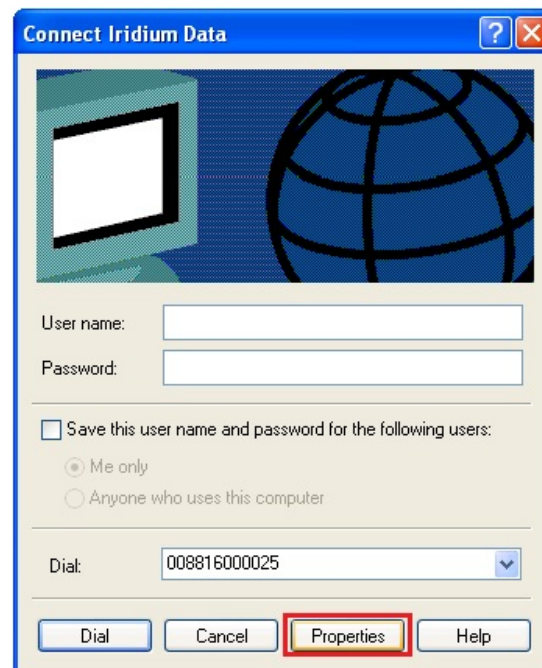 Connect Iridium Data
User name:
Password:
Save this user name and password for the following users:
Me only
Anyone who uses this computer
Dial: 008816000025
Dial Cancel Properties Help